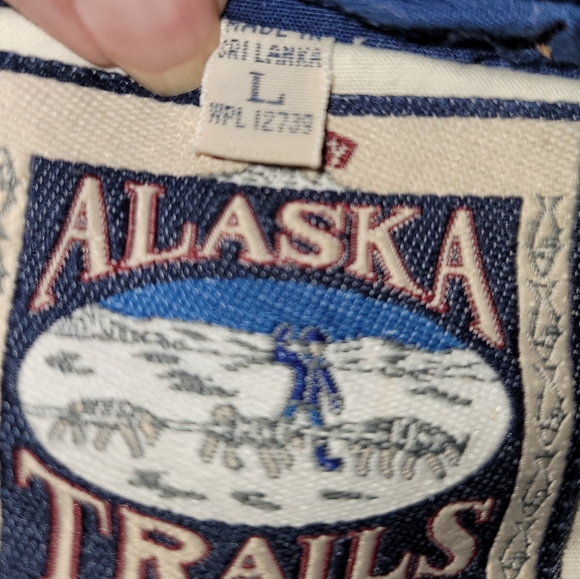 MADE IN
SRI LANKA
L
WPL 12739
ALASKA
TRAILS